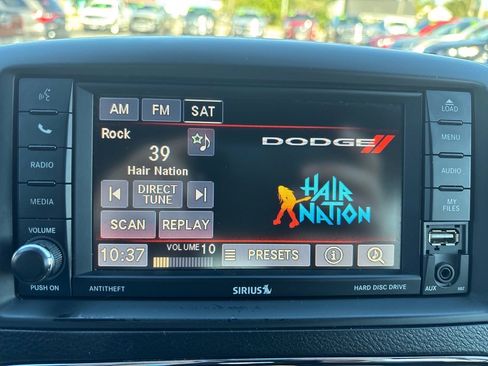 AM FM SAT
Rock
39
Hair Nation
DODGE
DIRECT TUNE
HAIR NATION
SCAN REPLAY
10:37 VOLUME 10 PRESETS
PHONE
RADIO
MEDIA
VOLUME
PUSH ON
LOAD
MENU
AUDIO
MY FILES
AUX
ANTITHEFT
SIRIUS
HARD DISC DRIVE